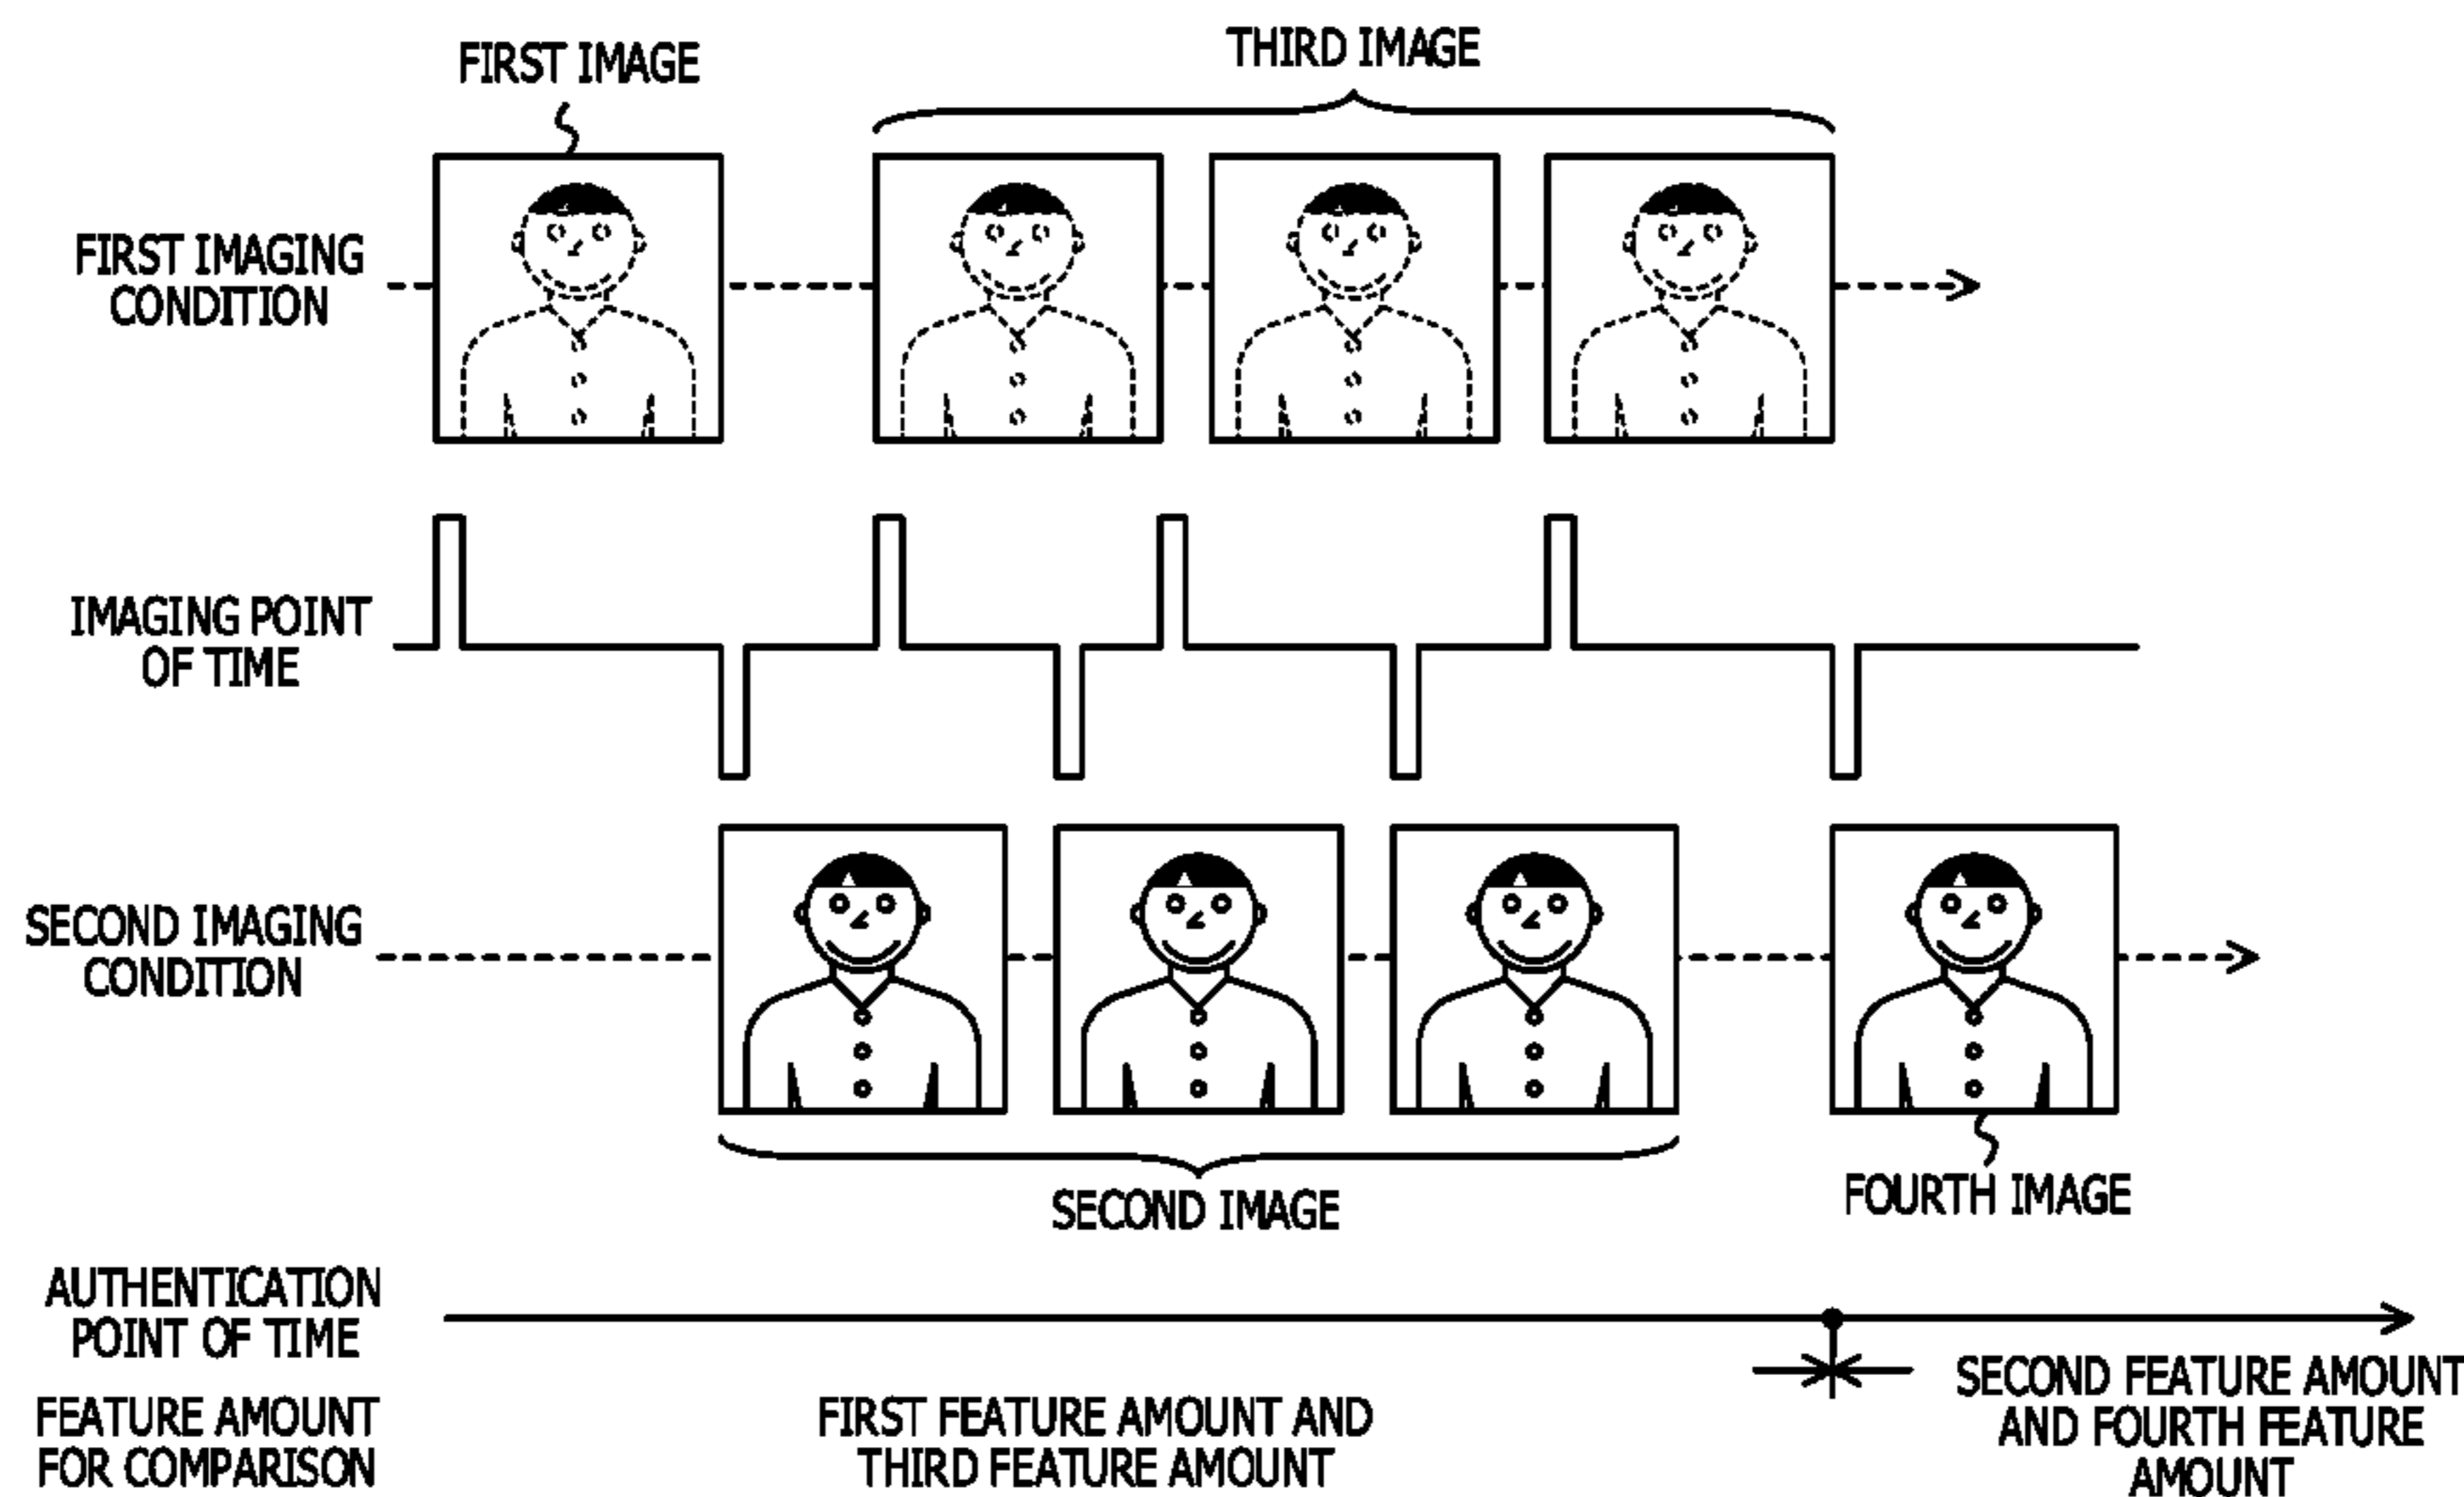 FIRST IMAGE
THIRD IMAGE
FIRST IMAGING
CONDITION
IMAGING POINT
OF TIME
SECOND IMAGING
CONDITION
SECOND IMAGE
FOURTH IMAGE
AUTHENTICATION
POINT OF TIME
FEATURE AMOUNT
FOR COMPARISON
FIRST FEATURE AMOUNT AND
THIRD FEATURE AMOUNT
SECOND FEATURE AMOUNT
AND FOURTH FEATURE
AMOUNT